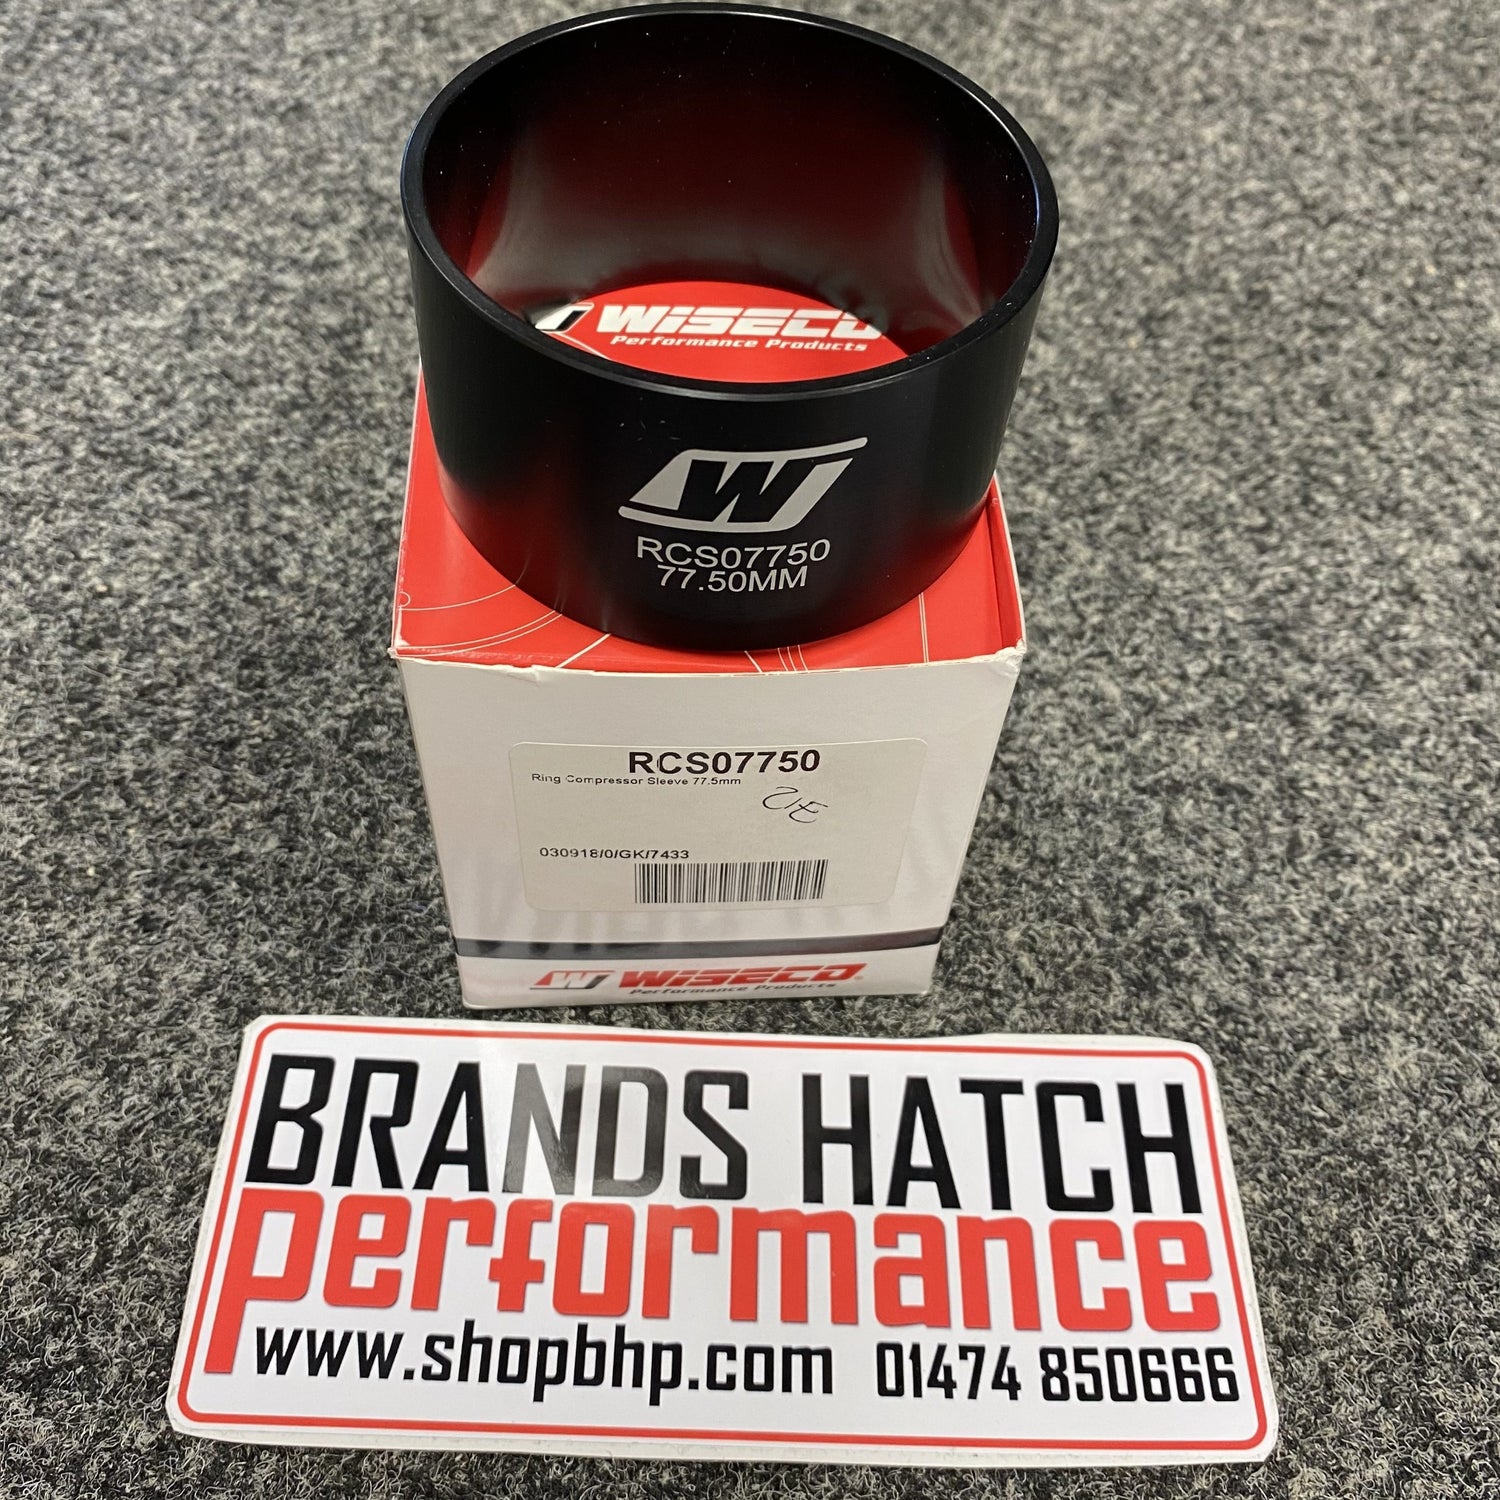 WISECO
Performance Products
W
RCS07750
77.50MM
RCS07750
Ring Compressor Sleeve 77.5mm
030918/0/GK/7433
W WISECO®
Performance Products
BRANDS HATCH
performance
www.shopbhp.com 01474 850666